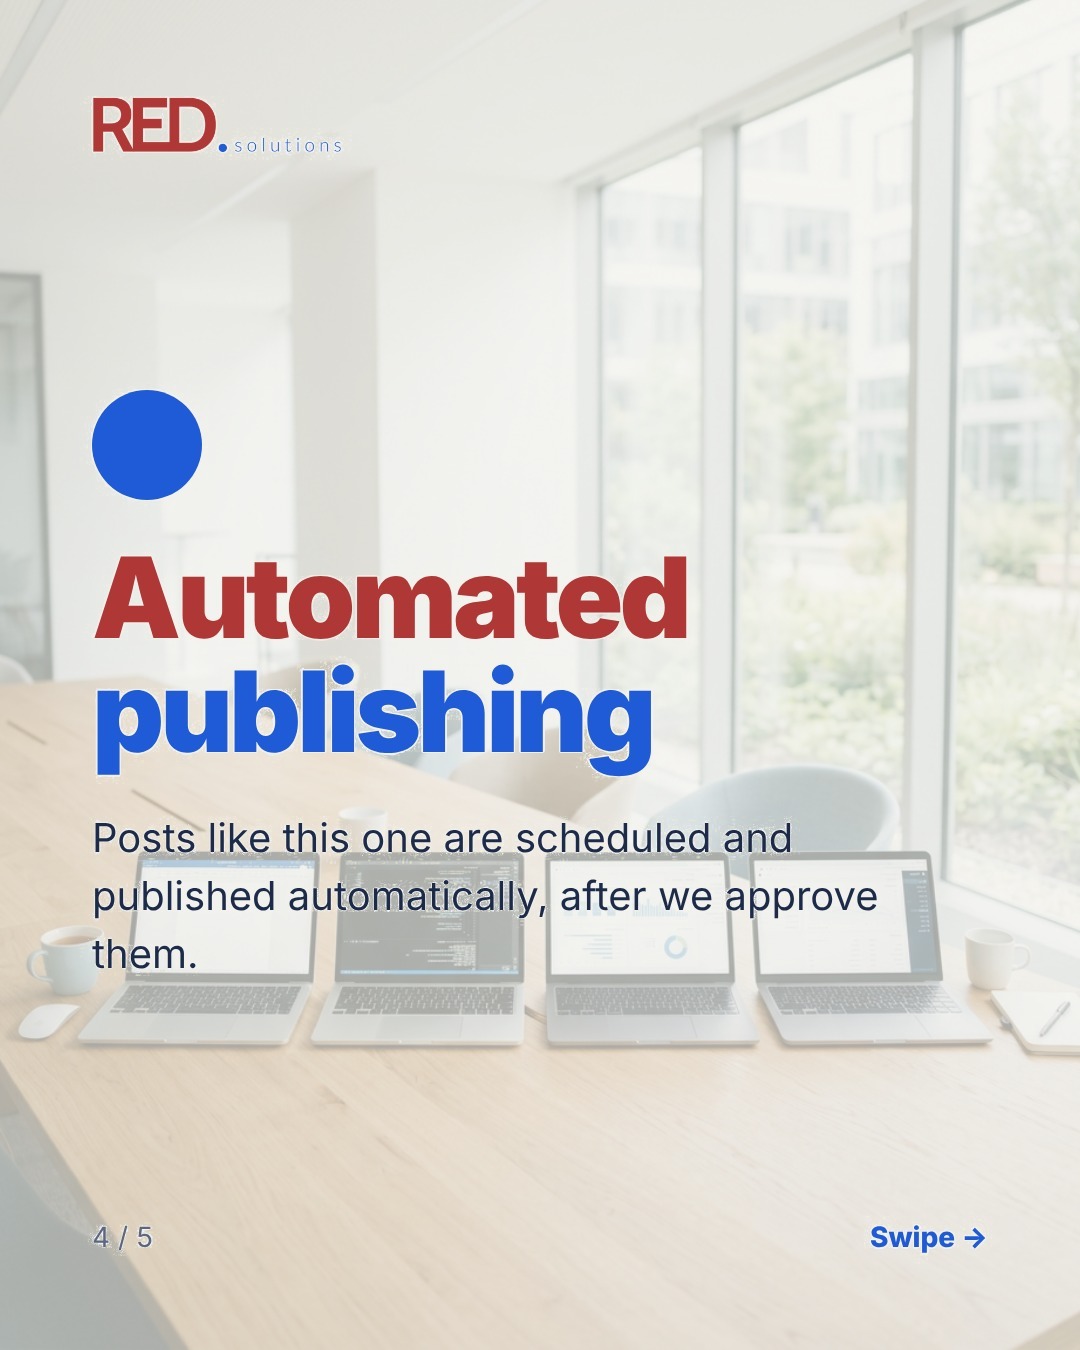 RED.solutions
Automated
publishing
Posts like this one are scheduled and
published automatically, after we approve
them.
4 / 5
Swipe →